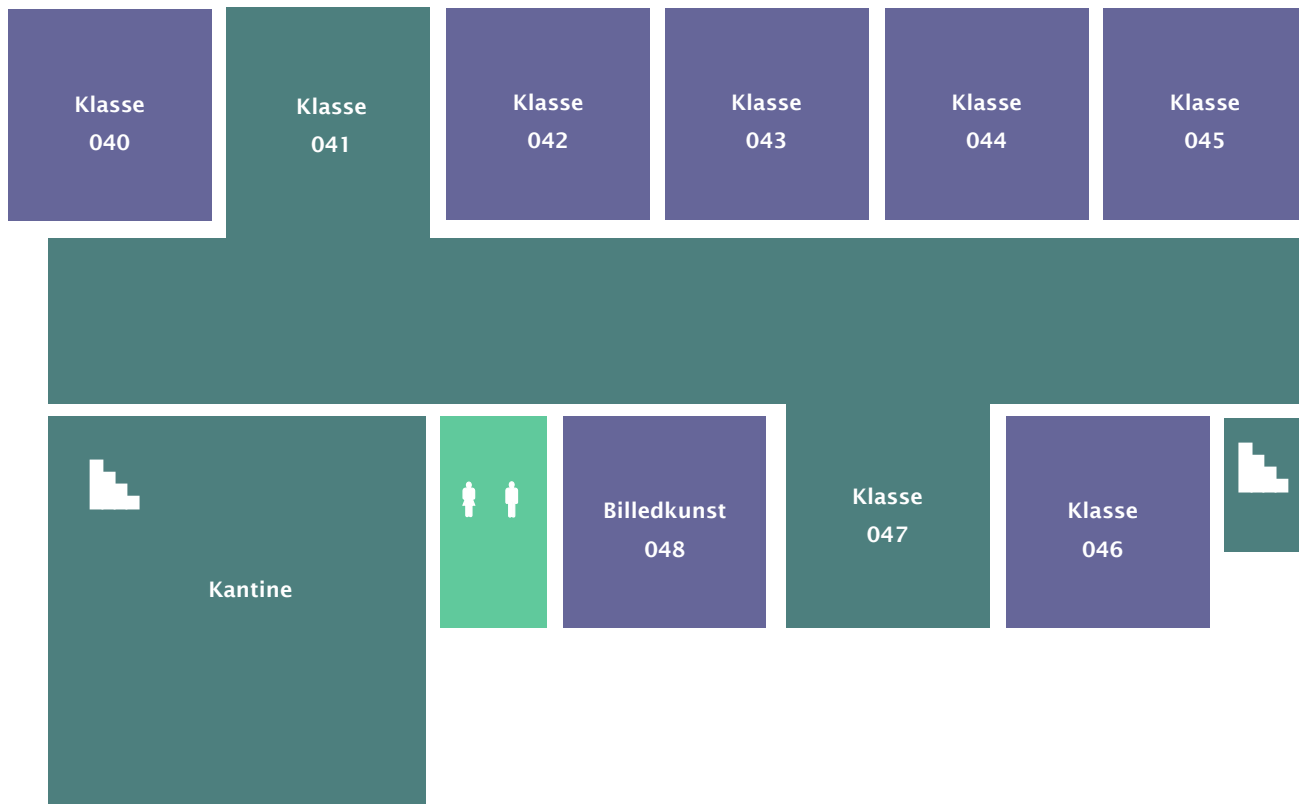 Klasse
040
Klasse
041
Klasse
042
Klasse
043
Klasse
044
Klasse
045
Kantine
Billedkunst
048
Klasse
047
Klasse
046